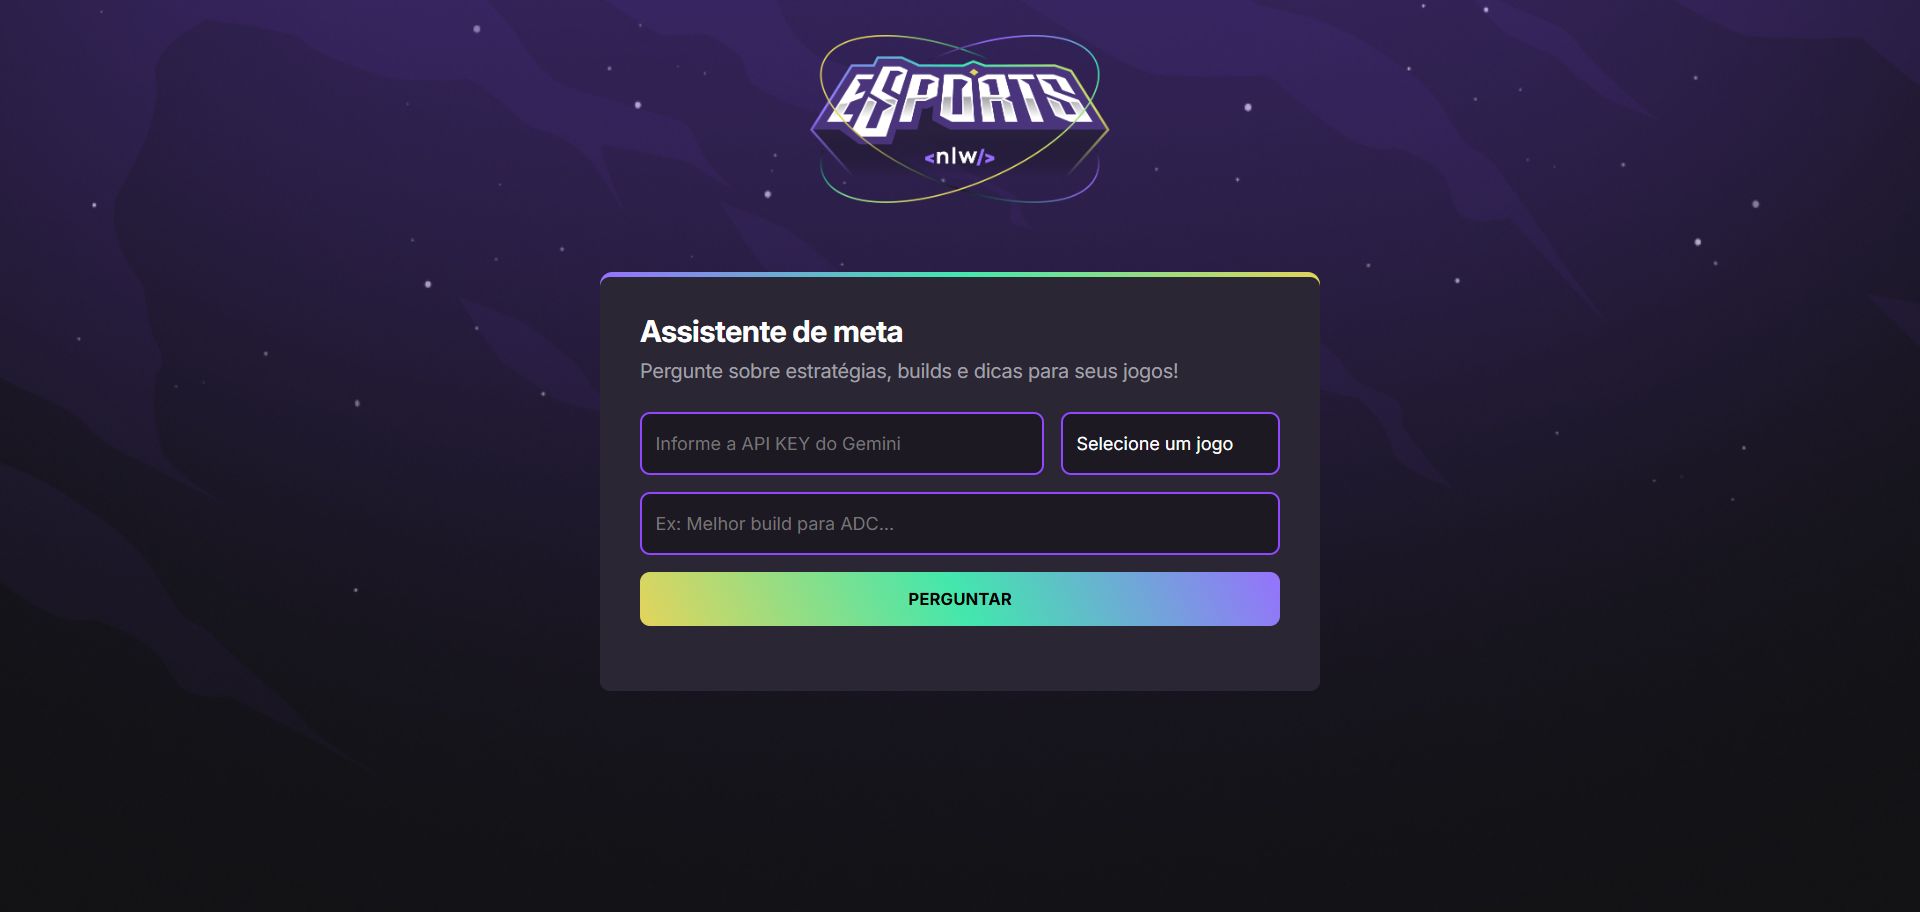 ESPORTS
<nlw/>
Assistente de meta
Pergunte sobre estratégias, builds e dicas para seus jogos!
Informe a API KEY do Gemini
Selecione um jogo
Ex: Melhor build para ADC...
PERGUNTAR